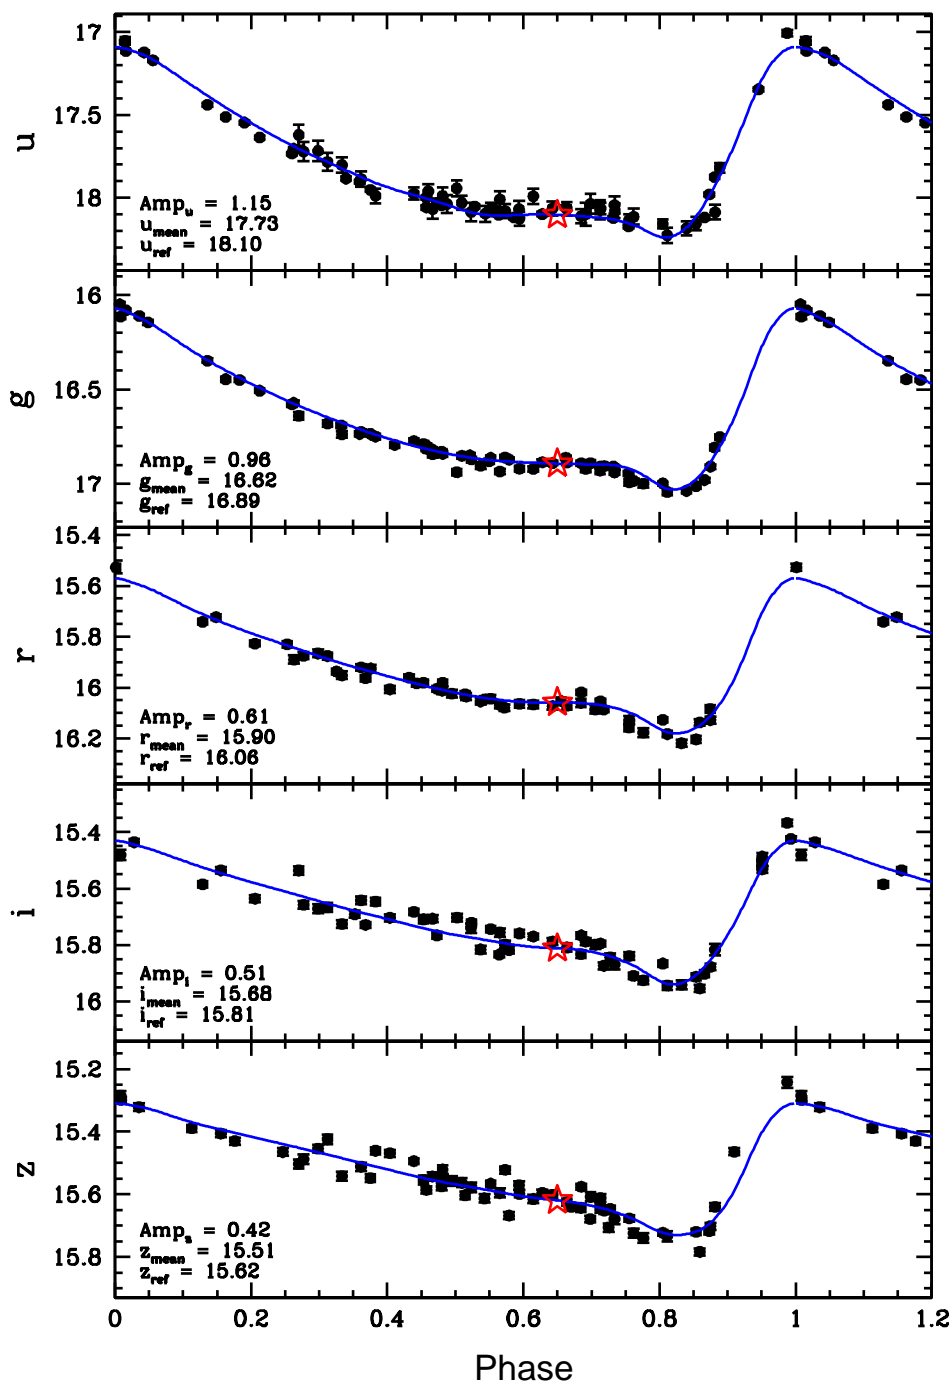 17
17.5
18
u
Amp_u = 1.15
u_mean = 17.73
u_ref = 18.10
16
16.5
17
g
Amp_g = 0.96
g_mean = 16.62
g_ref = 16.89
15.4
15.6
15.8
16
16.2
r
Amp_r = 0.61
r_mean = 15.90
r_ref = 16.06
15.4
15.6
15.8
16
i
Amp_i = 0.51
i_mean = 15.68
i_ref = 15.81
15.2
15.4
15.6
15.8
z
Amp_z = 0.42
z_mean = 15.51
z_ref = 15.62
0 0.2 0.4 0.6 0.8 1 1.2
Phase